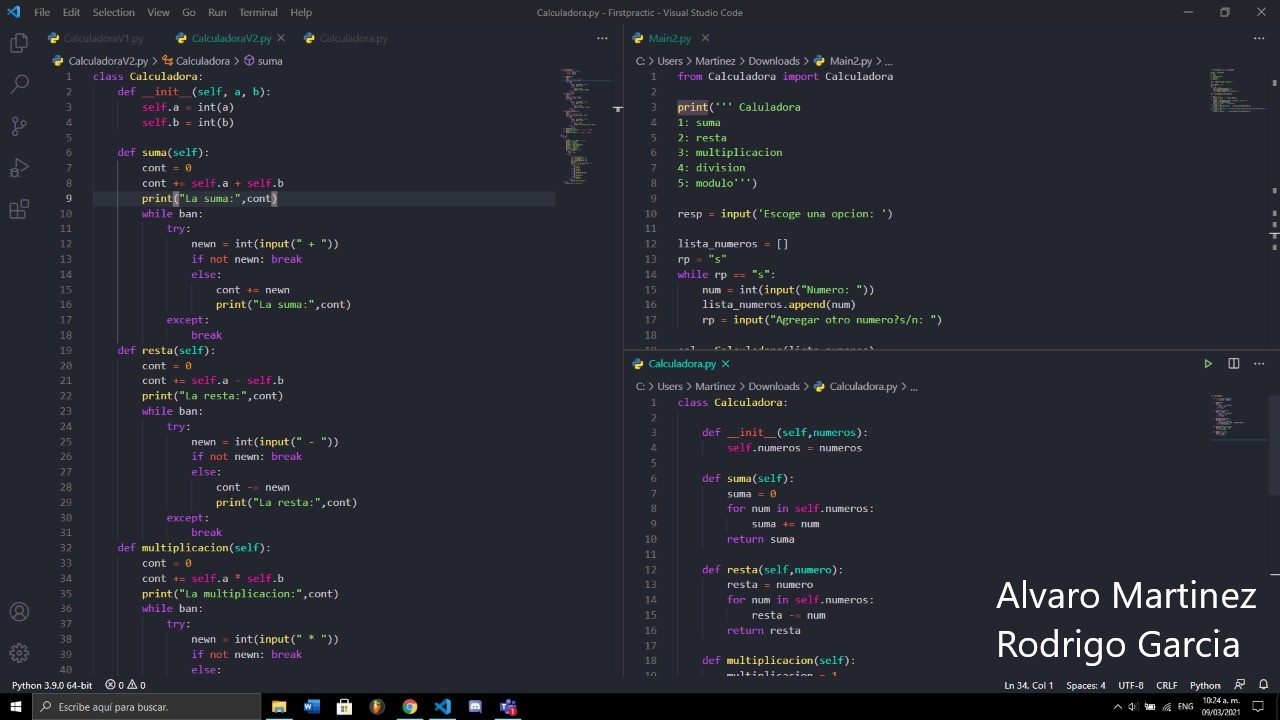 File Edit Selection View Go Run Terminal Help
Calculadora.py - Firstpractic - Visual Studio Code
CalculadoraV1.py CalculadoraV2.py Calculadora.py
CalculadoraV2.py > Calculadora > suma
1 class Calculadora:
2 def __init__(self, a, b):
3 self.a = int(a)
4 self.b = int(b)
5
6 def suma(self):
7 cont = 0
8 cont += self.a + self.b
9 print("La suma:",cont)
10 while ban:
11 try:
12 newn = int(input(" + "))
13 if not newn: break
14 else:
15 cont += newn
16 print("La suma:",cont)
17 except:
18 break
19 def resta(self):
20 cont = 0
21 cont += self.a - self.b
22 print("La resta:",cont)
23 while ban:
24 try:
25 newn = int(input(" - "))
26 if not newn: break
27 else:
28 cont -= newn
29 print("La resta:",cont)
30 except:
31 break
32 def multiplicacion(self):
33 cont = 0
34 cont += self.a * self.b
35 print("La multiplicacion:",cont)
36 while ban:
37 try:
38 newn = int(input(" * "))
39 if not newn: break
40 else:
Main2.py
C: > Users > Martinez > Downloads > Main2.py > ...
1 from Calculadora import Calculadora
2
3 print(''' Caluladora
4 1: suma
5 2: resta
6 3: multiplicacion
7 4: division
8 5: modulo''')
9
10 resp = input('Escoge una opcion: ')
11
12 lista_numeros = []
13 rp = "s"
14 while rp == "s":
15 num = int(input("Numero: "))
16 lista_numeros.append(num)
17 rp = input("Agregar otro numero?s/n: ")
18
Calculadora.py
C: > Users > Martinez > Downloads > Calculadora.py > ...
1 class Calculadora:
2
3 def __init__(self,numeros):
4 self.numeros = numeros
5
6 def suma(self):
7 suma = 0
8 for num in self.numeros:
9 suma += num
10 return suma
11
12 def resta(self,numero):
13 resta = numero
14 for num in self.numeros:
15 resta -= num
16 return resta
17
18 def multiplicacion(self):
19 multiplicacion = 1
Alvaro Martinez
Rodrigo Garcia
Python 3.9.0 64-bit 0 0 Ln 34, Col 1 Spaces: 4 UTF-8 CRLF Python
Escribe aquí para buscar. ENG 10:24 a. m.
09/03/2021